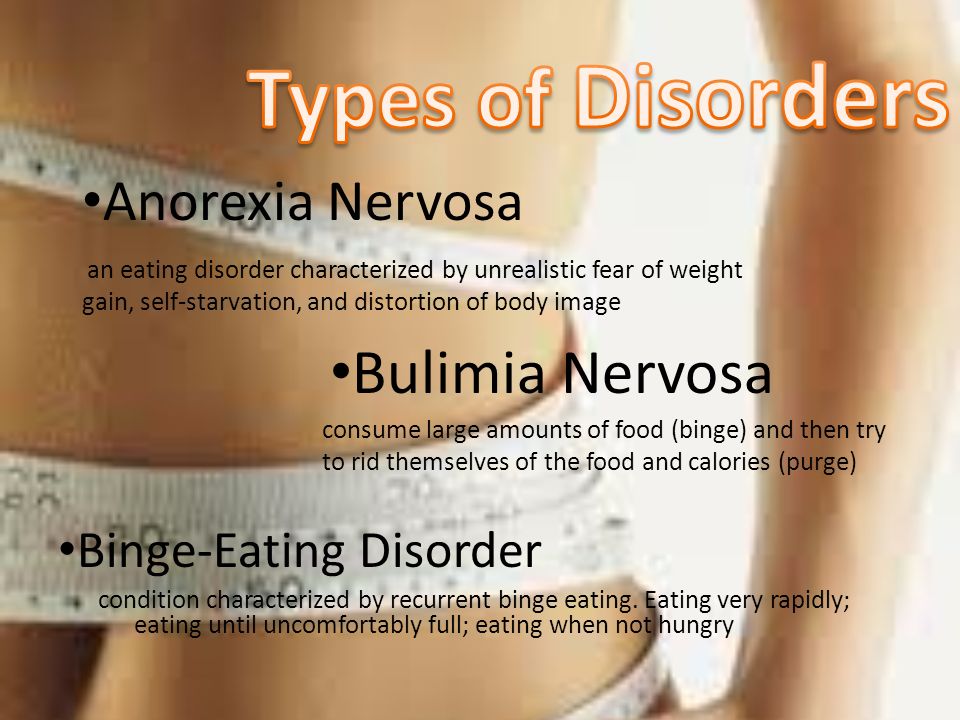 Types of Disorders
•Anorexia Nervosa
an eating disorder characterized by unrealistic fear of weight
gain, self-starvation, and distortion of body image
•Bulimia Nervosa
consume large amounts of food (binge) and then try
to rid themselves of the food and calories (purge)
•Binge-Eating Disorder
condition characterized by recurrent binge eating. Eating very rapidly;
eating until uncomfortably full; eating when not hungry